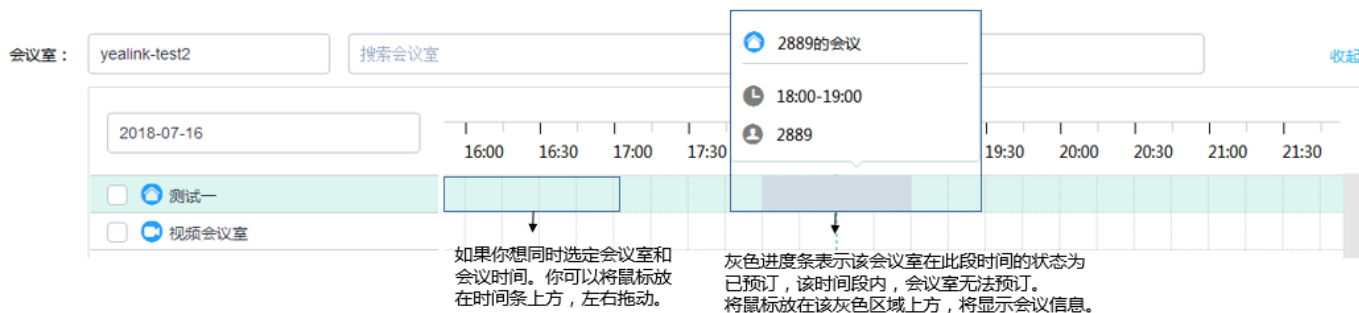 会议室：
yealink-test2
搜索会议室
收起
2889的会议
18:00-19:00
2889
2018-07-16
16:00 16:30 17:00 17:30 19:30 20:00 20:30 21:00 21:30
测试一
视频会议室
如果你想同时选定会议室和
会议时间。你可以将鼠标放
在时间条上方，左右拖动。
灰色进度条表示该会议室在此段时间的状态为
已预订，该时间段内，会议室无法预订。
将鼠标放在该灰色区域上方，将显示会议信息。